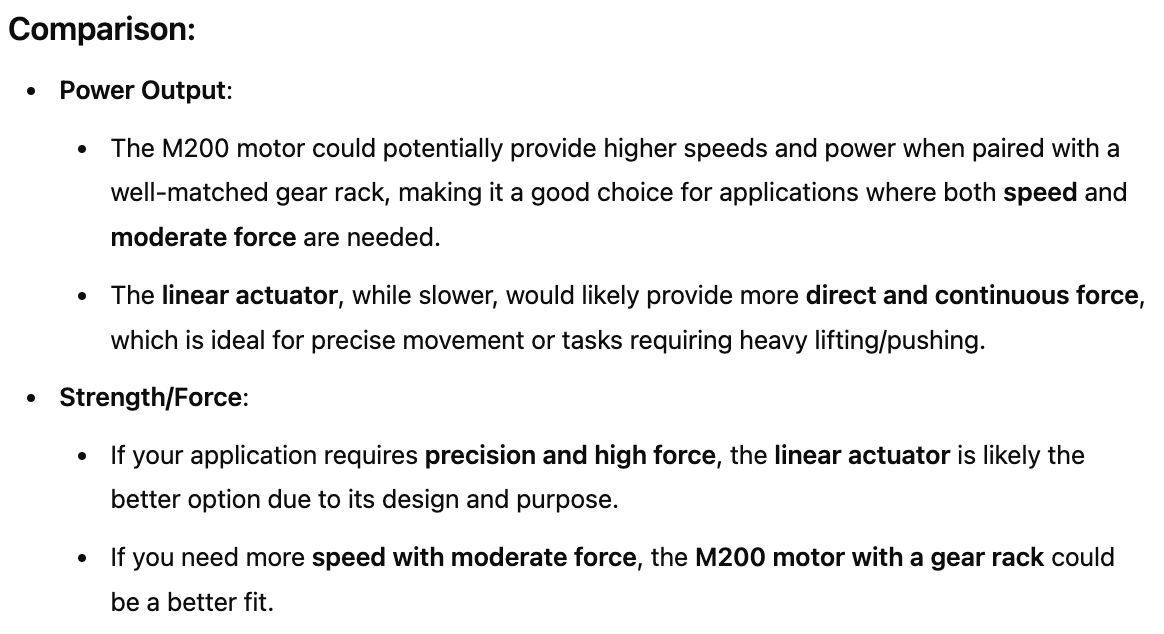 Comparison:
• Power Output:
• The M200 motor could potentially provide higher speeds and power when paired with a
well-matched gear rack, making it a good choice for applications where both speed and
moderate force are needed.
• The linear actuator, while slower, would likely provide more direct and continuous force,
which is ideal for precise movement or tasks requiring heavy lifting/pushing.
• Strength/Force:
• If your application requires precision and high force, the linear actuator is likely the
better option due to its design and purpose.
• If you need more speed with moderate force, the M200 motor with a gear rack could
be a better fit.